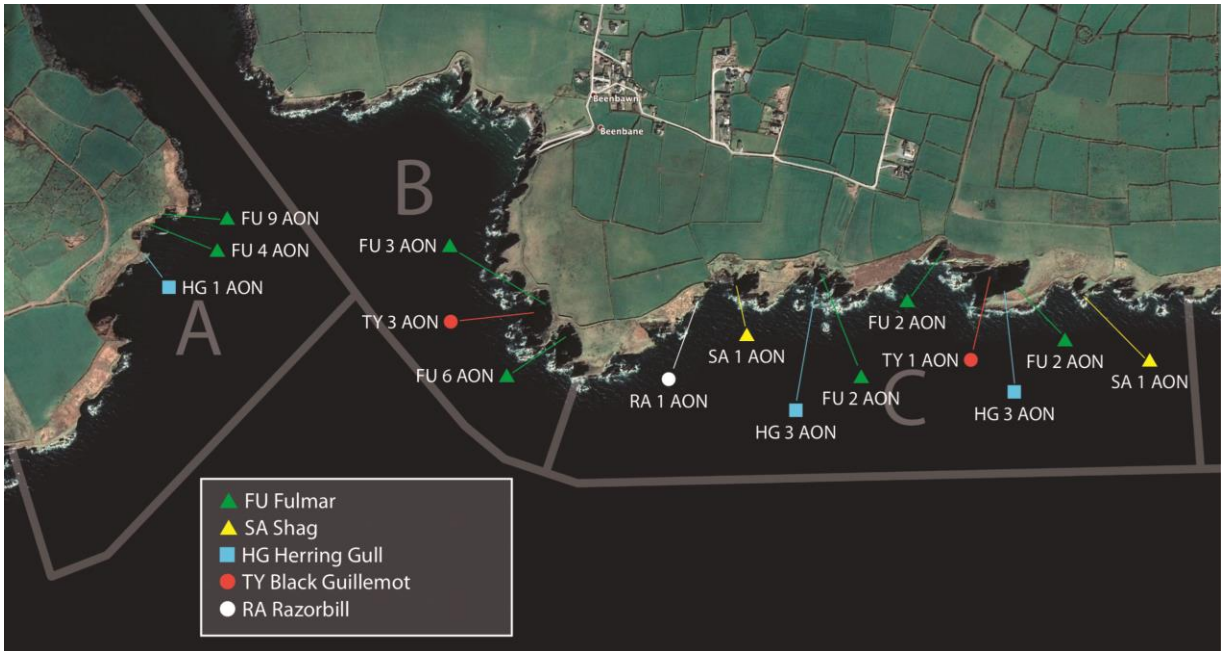 Beenbawn
Beenbane
B
FU 9 AON
FU 4 AON
HG 1 AON
A
FU 3 AON
TY 3 AON
FU 6 AON
RA 1 AON
SA 1 AON
HG 3 AON
FU 2 AON
FU 2 AON
TY 1 AON
C
HG 3 AON
FU 2 AON
SA 1 AON
FU Fulmar
SA Shag
HG Herring Gull
TY Black Guillemot
RA Razorbill